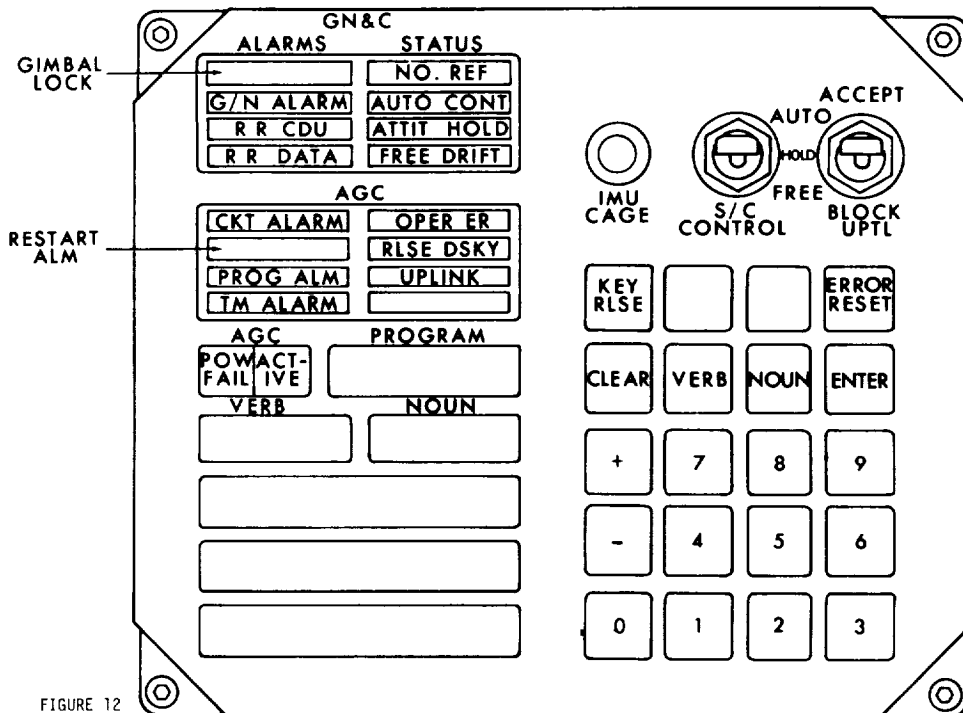 GN&C
ALARMS STATUS
GIMBAL
LOCK
NO. REF
G/N ALARM AUTO CONT
R R CDU ATTIT HOLD
R R DATA FREE DRIFT
AGC
RESTART
ALM
CKT ALARM OPER ER
RLSE DSKY
PROG ALM UPLINK
TM ALARM
AGC PROGRAM
POW ACT-
FAIL IVE
VERB NOUN
IMU
CAGE
AUTO
HOLD
FREE
S/C
CONTROL
ACCEPT
BLOCK
UPTL
KEY
RLSE
ERROR
RESET
CLEAR VERB NOUN ENTER
+ 7 8 9
- 4 5 6
0 1 2 3
FIGURE 12